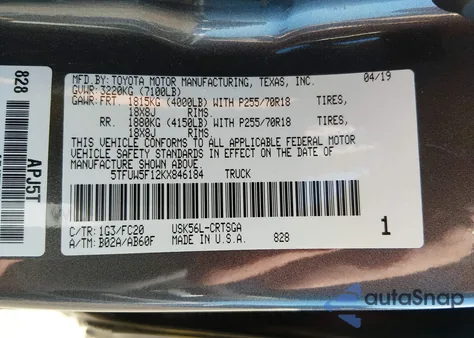 MFD.BY: TOYOTA MOTOR MANUFACTURING, TEXAS, INC. 04/19
GVWR: 3220KG (7100LB)
GAWR: FRT. 1815KG (4000LB) WITH P255/70R18 TIRES,
18X8J RIMS.
RR. 1880KG (4150LB) WITH P255/70R18 TIRES,
18X8J RIMS.
THIS VEHICLE CONFORMS TO ALL APPLICABLE FEDERAL MOTOR
VEHICLE SAFETY STANDARDS IN EFFECT ON THE DATE OF
MANUFACTURE SHOWN ABOVE
5TFUW5F12KX846184 TRUCK
C/TR: 1G3/FC20 USK56L-CRTSGA 1
A/TM: B02A/AB60F MADE IN U.S.A. 828
828
APJ5T
autoSnap